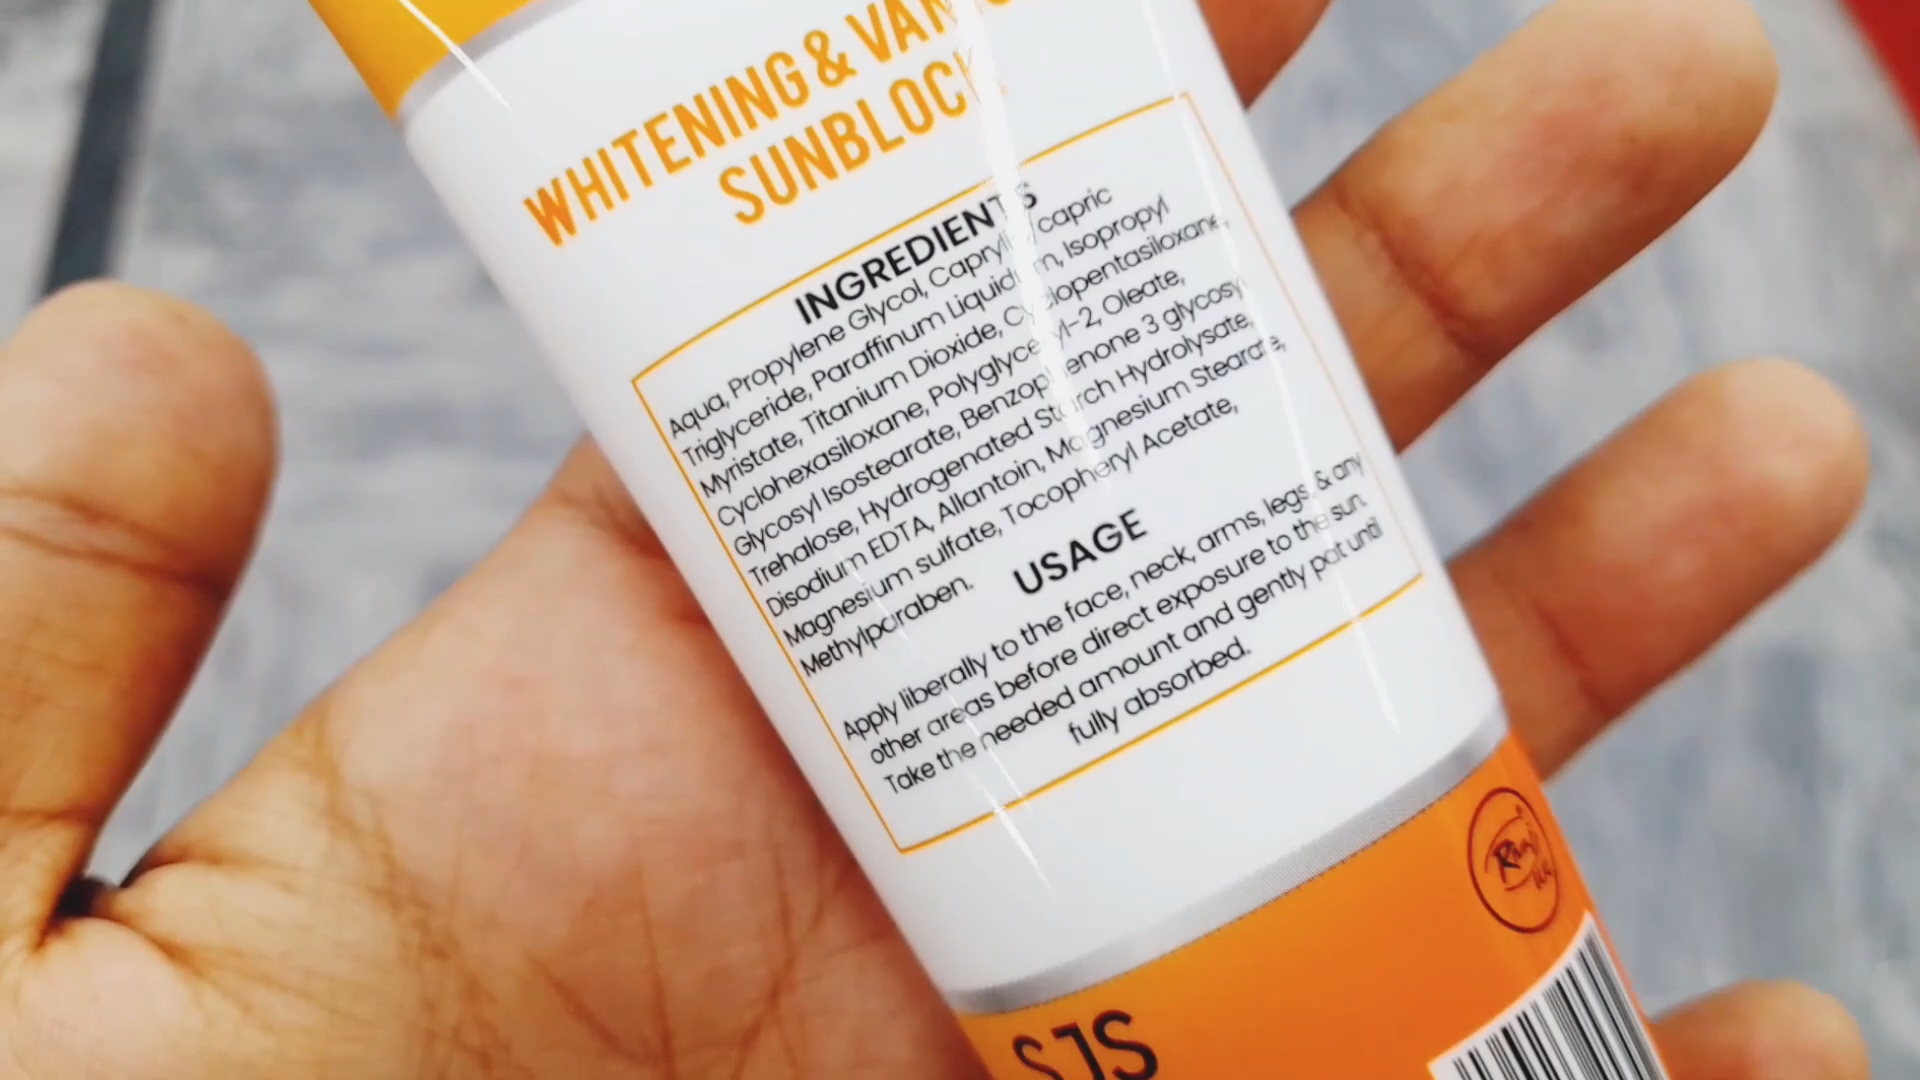 WHITENING &
SUNBLOCK
INGREDIENTS
Aqua, Propylene Glycol, Caprylic/capric
Triglyceride, Paraffinum Liquidum, Isopropyl
Myristate, Titanium Dioxide, Cyclopentasiloxane,
Cyclohexasiloxane, Polyglyceryl-2, Oleate,
Glycosyl Isostearate, Benzophenone 3 glycosyl
Trehalose, Hydrogenated Starch Hydrolysate,
Disodium EDTA, Allantoin, Magnesium Stearate,
Magnesium sulfate, Tocopheryl Acetate,
Methylparaben.
USAGE
Apply liberally to the face, neck, arms, legs, & any
other areas before direct exposure to the sun.
Take the needed amount and gently pat until
fully absorbed.
SJS